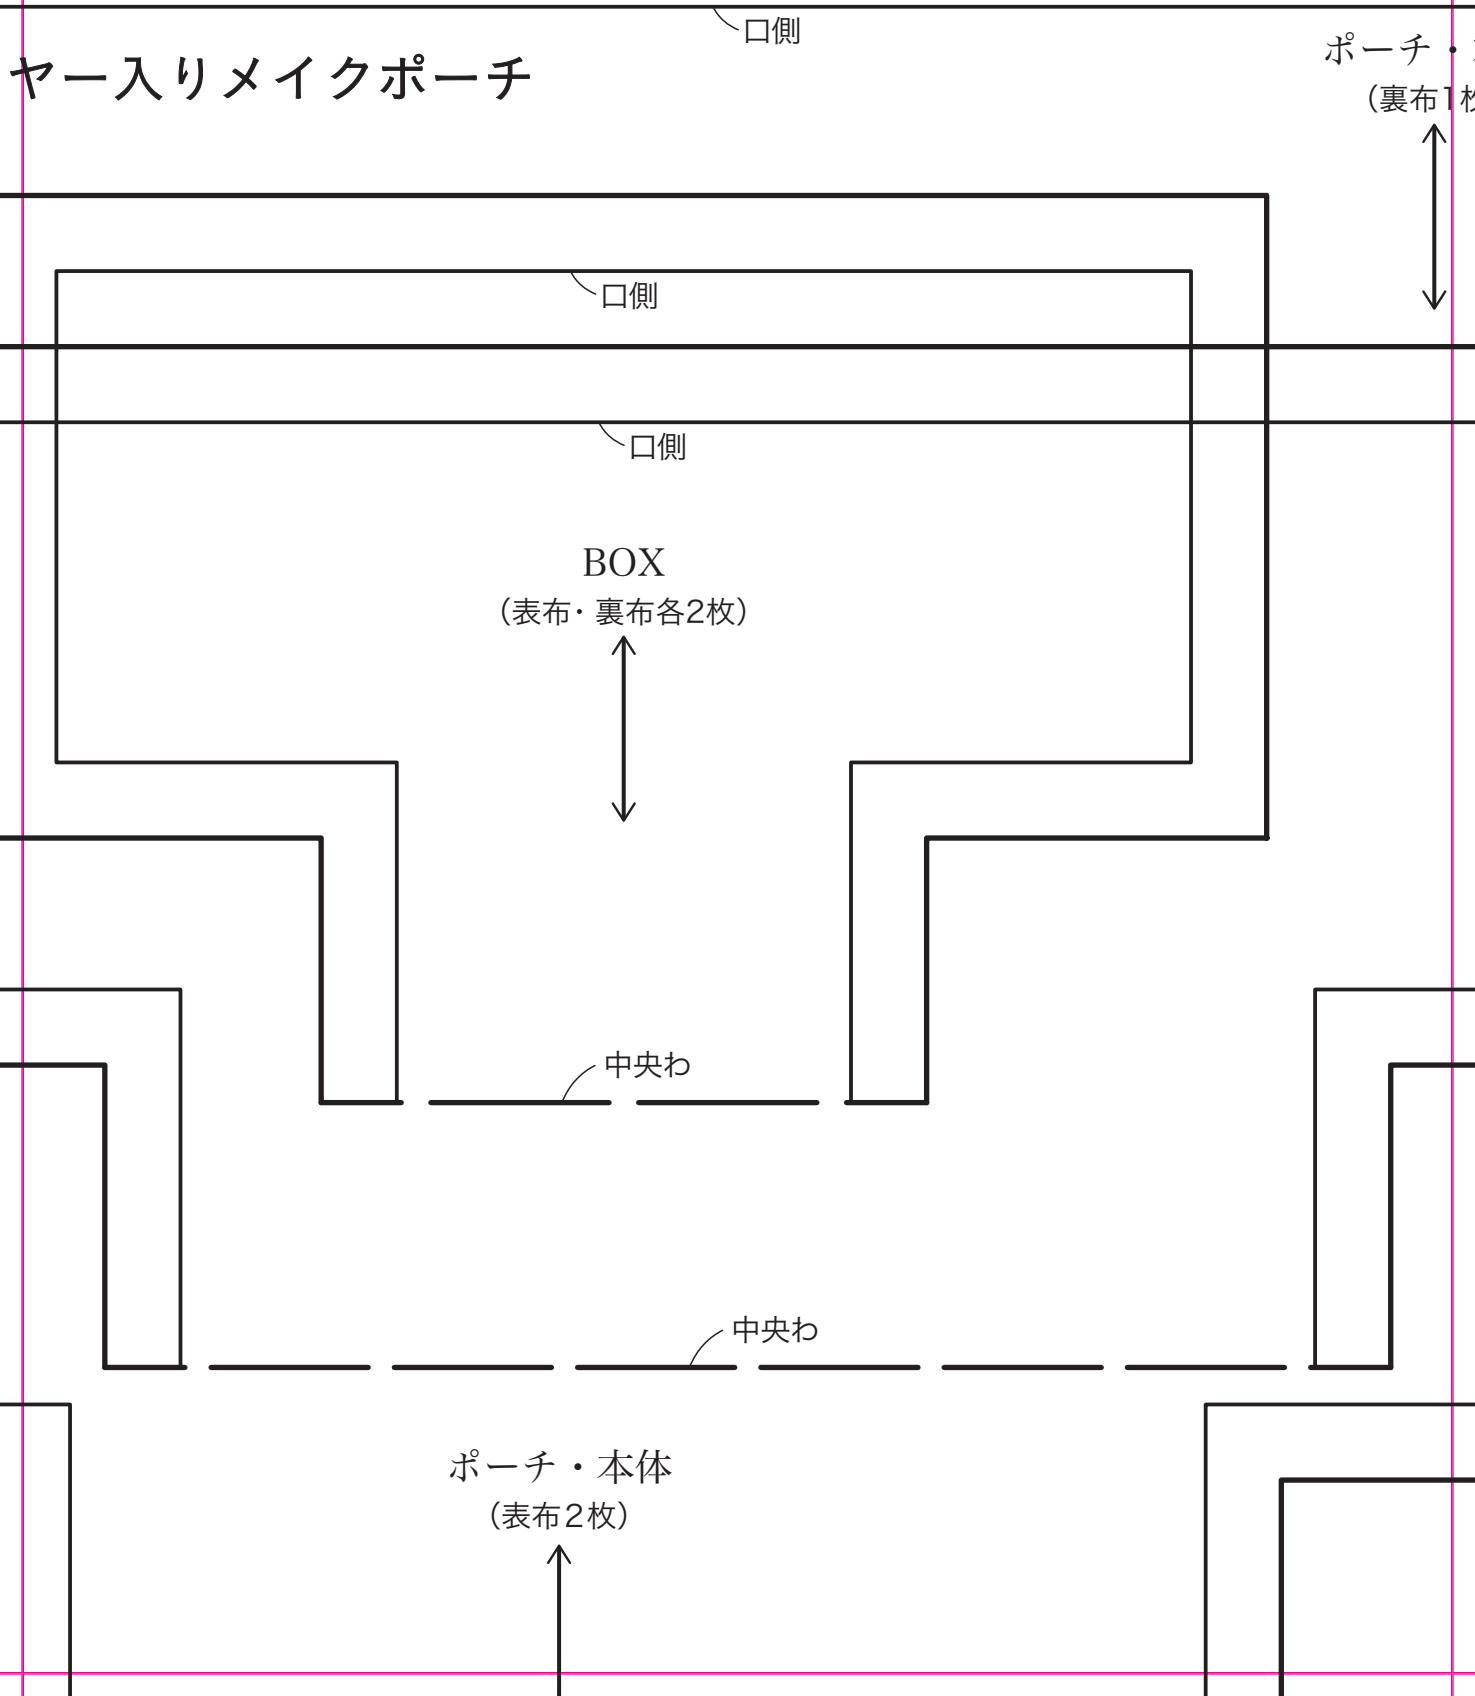 口側
ヤー入りメイクポーチ
ポーチ・
(裏布1枚
口側
口側
BOX
(表布・裏布各2枚)
中央わ
中央わ
ポーチ・本体
(表布2枚)